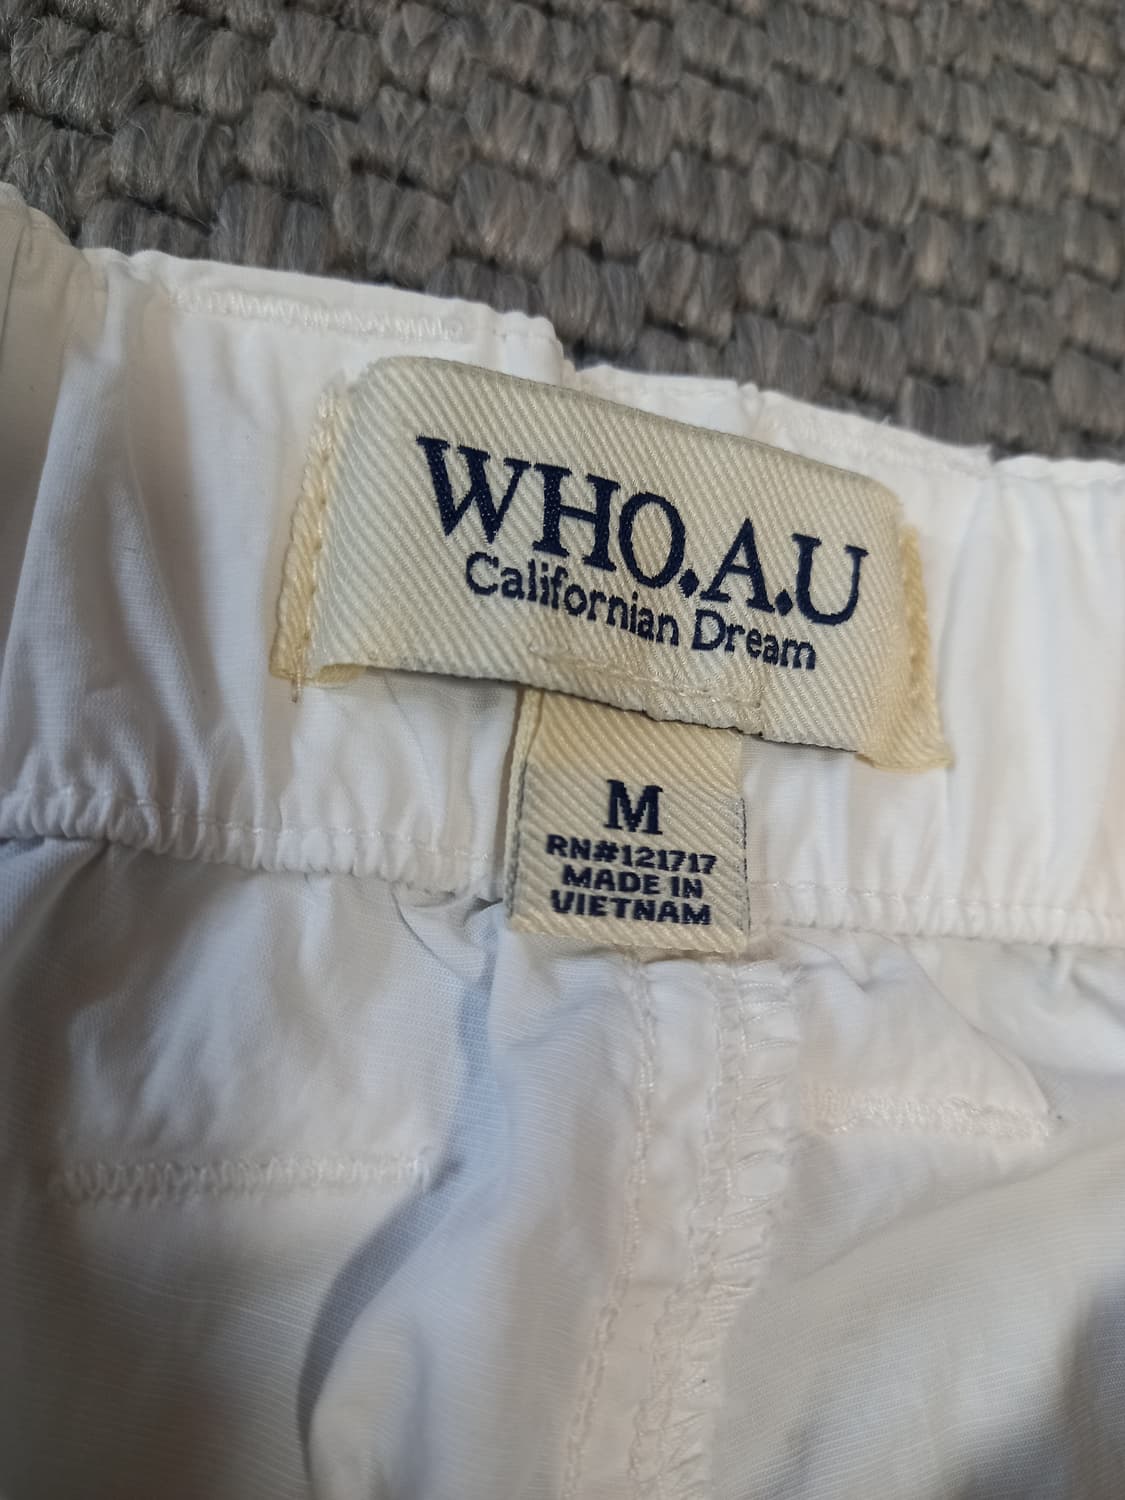 WHO.A.U
Californian Dream
M
RN#121717
MADE IN
VIETNAM